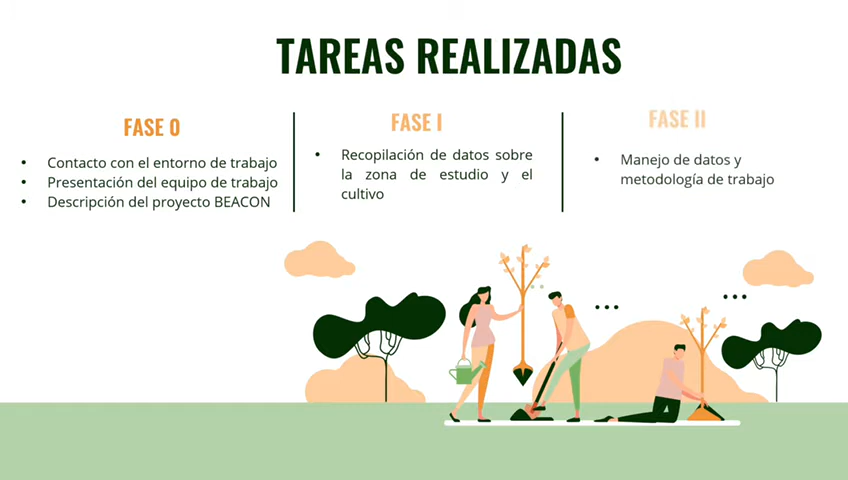 TAREAS REALIZADAS
FASE 0
• Contacto con el entorno de trabajo
• Presentación del equipo de trabajo
• Descripción del proyecto BEACON
FASE I
• Recopilación de datos sobre
la zona de estudio y el
cultivo
FASE II
• Manejo de datos y
metodología de trabajo